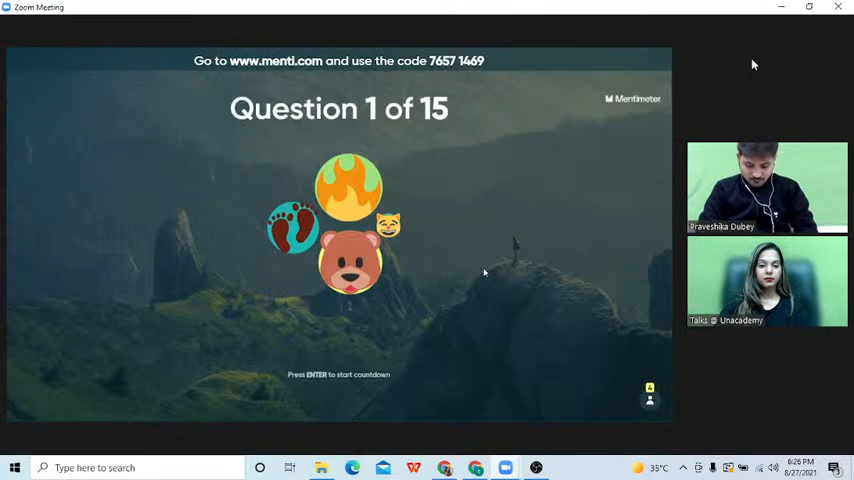 Zoom Meeting
Go to www.menti.com and use the code 7657 1469
Mentimeter
Question 1 of 15
Praveshika Dubey
Talks @ Unacademy
Press ENTER to start countdown
4
Type here to search
35°C
6:26 PM
8/27/2021
3